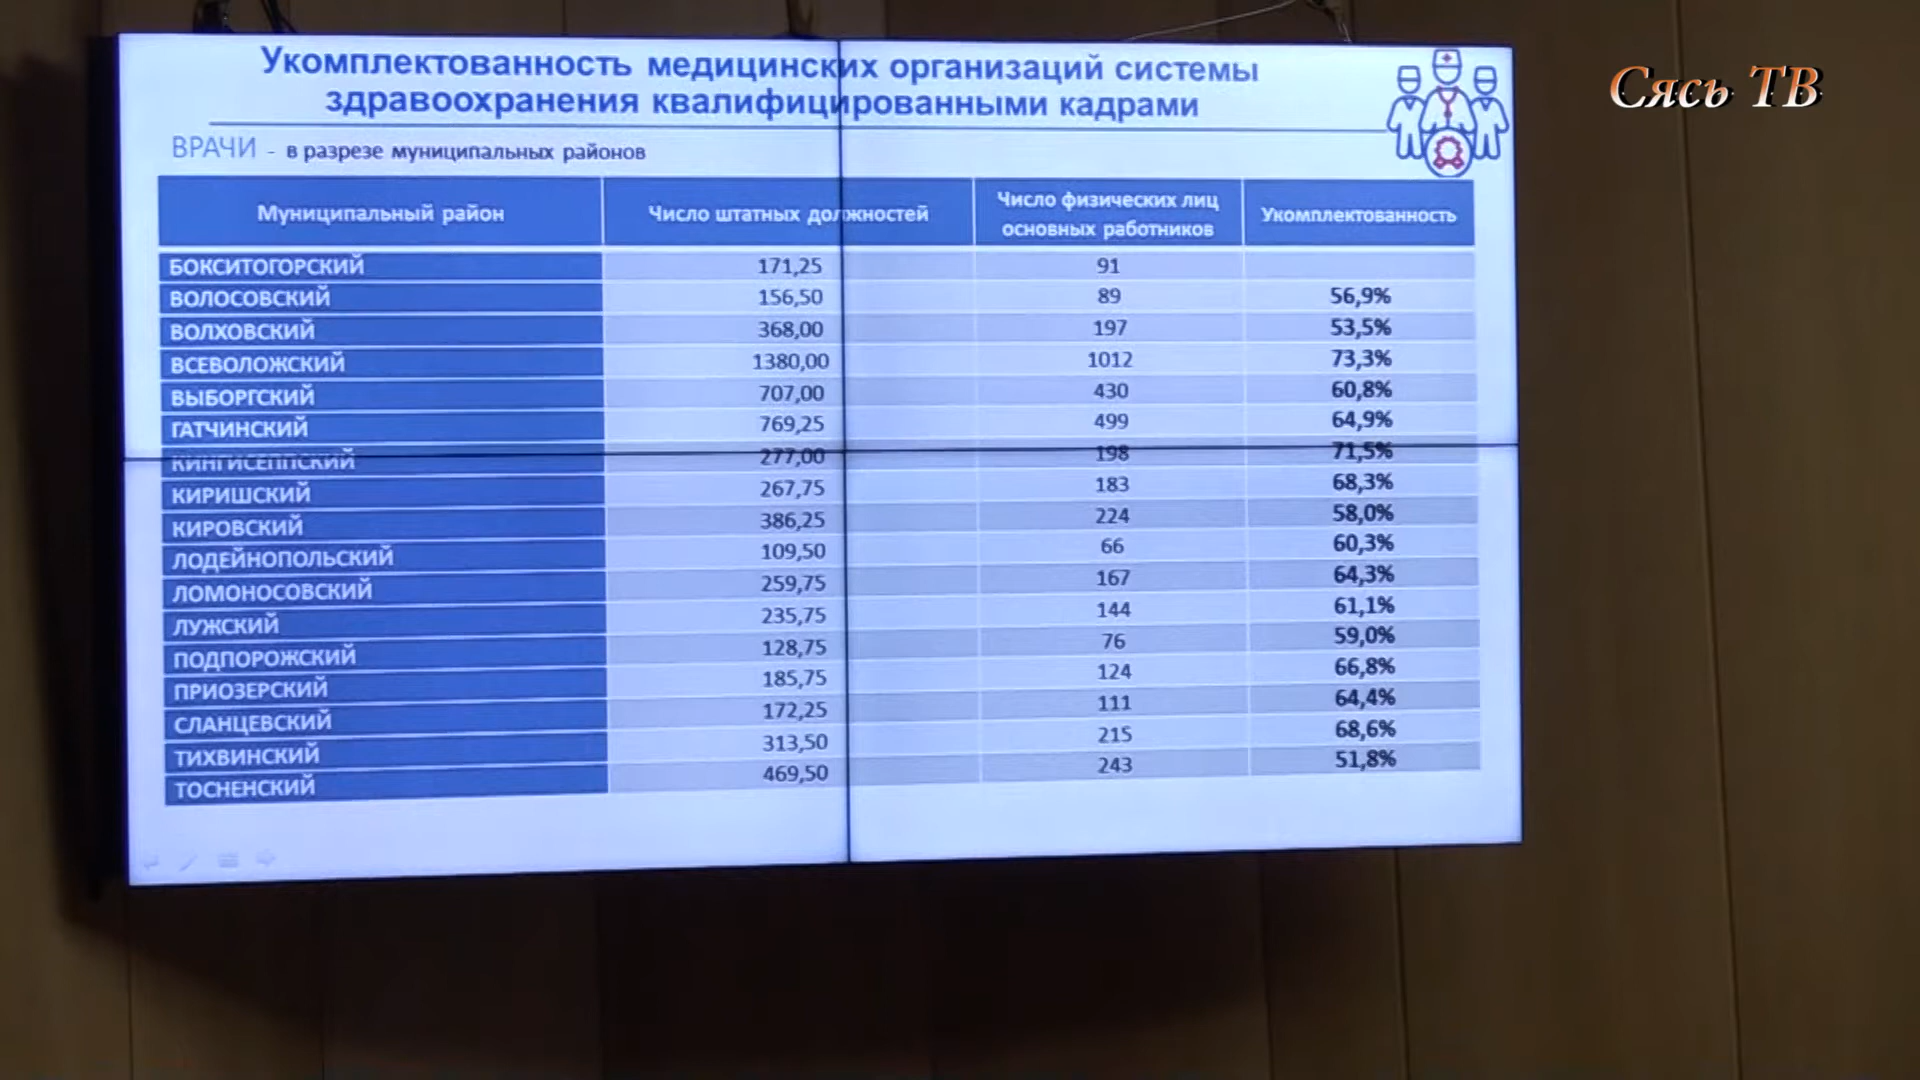 Укомплектованность медицинских организаций системы
здравоохранения квалифицированными кадрами
Сясь ТВ
ВРАЧИ - в разрезе муниципальных районов
Муниципальный район Число штатных должностей Число физических лиц основных работников Укомплектованность
БОКСИТОГОРСКИЙ 171,25 91
ВОЛОСОВСКИЙ 156,50 89 56,9%
ВОЛХОВСКИЙ 368,00 197 53,5%
ВСЕВОЛОЖСКИЙ 1380,00 1012 73,3%
ВЫБОРГСКИЙ 707,00 430 60,8%
ГАТЧИНСКИЙ 769,25 499 64,9%
КИНГИСЕППСКИЙ 277,00 198 71,5%
КИРИШСКИЙ 267,75 183 68,3%
КИРОВСКИЙ 386,25 224 58,0%
ЛОДЕЙНОПОЛЬСКИЙ 109,50 66 60,3%
ЛОМОНОСОВСКИЙ 259,75 167 64,3%
ЛУЖСКИЙ 235,75 144 61,1%
ПОДПОРОЖСКИЙ 128,75 76 59,0%
ПРИОЗЕРСКИЙ 185,75 124 66,8%
СЛАНЦЕВСКИЙ 172,25 111 64,4%
ТИХВИНСКИЙ 313,50 215 68,6%
ТОСНЕНСКИЙ 469,50 243 51,8%